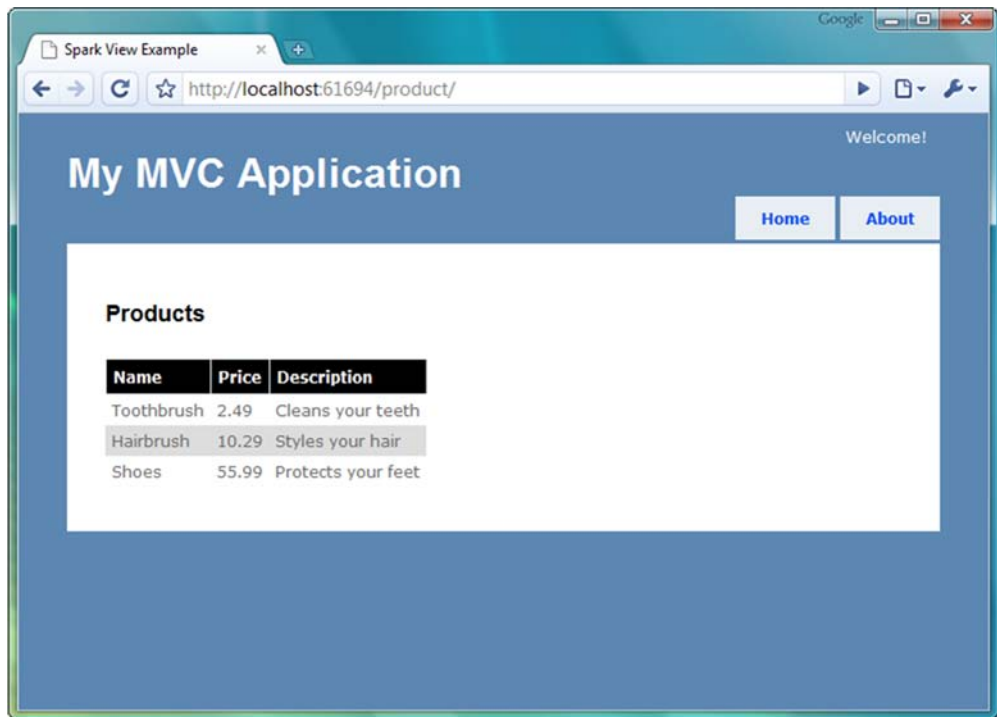 Google
Spark View Example
http://localhost:61694/product/
Welcome!
My MVC Application
Home About
Products
Name Price Description
Toothbrush 2.49 Cleans your teeth
Hairbrush 10.29 Styles your hair
Shoes 55.99 Protects your feet